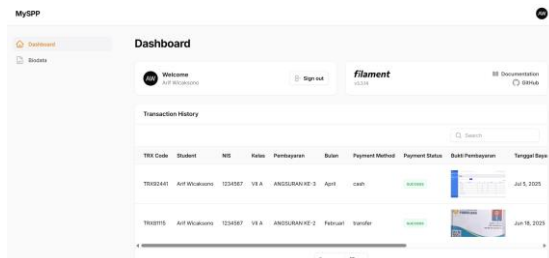 MySPP
AW
Dashboard
Biodata
Dashboard
AW
Welcome
Arif Wicaksono
Sign out
filament
Documentation
GitHub
Transaction History
Search
TRX Code Student NIS Kelas Pembayaran Bulan Payment Method Payment Status Bukti Pembayaran Tanggal Baya
TRX92441 Arif Wicaksono 1234567 VII A ANGSURAN KE-3 April cash Jul 5, 2025
Arif Wicaksono 1234567 VII A ANGSURAN KE-2 Februari transfer Jun 18, 2025